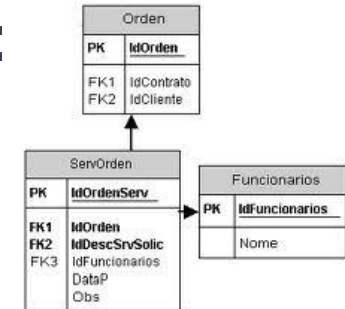 Orden
PK IdOrden
FK1 IdContrato
FK2 IdCliente
ServOrden
PK IdOrdenServ
FK1 IdOrden
FK2 IdDescSrvSolic
FK3 IdFuncionarios
DataP
Obs
Funcionarios
PK IdFuncionarios
Nome